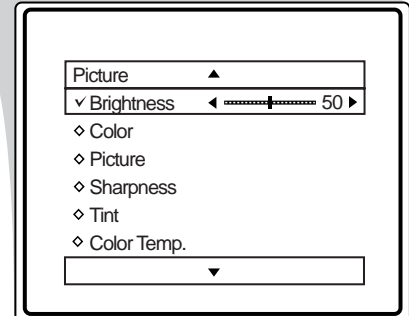 Picture
Brightness 50
Color
Picture
Sharpness
Tint
Color Temp.